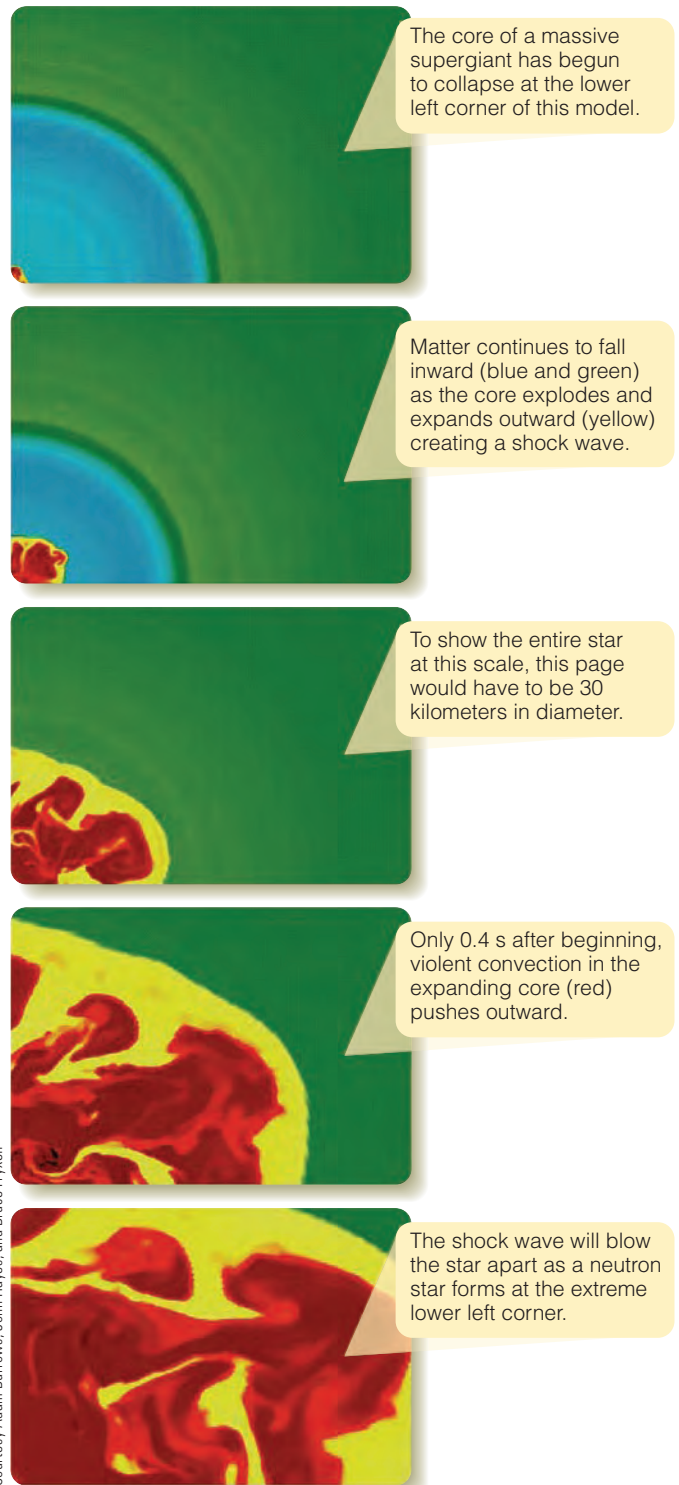 The core of a massive
supergiant has begun
to collapse at the lower
left corner of this model.
Matter continues to fall
inward (blue and green)
as the core explodes and
expands outward (yellow)
creating a shock wave.
To show the entire star
at this scale, this page
would have to be 30
kilometers in diameter.
Only 0.4 s after beginning,
violent convection in the
expanding core (red)
pushes outward.
The shock wave will blow
the star apart as a neutron
star forms at the extreme
lower left corner.